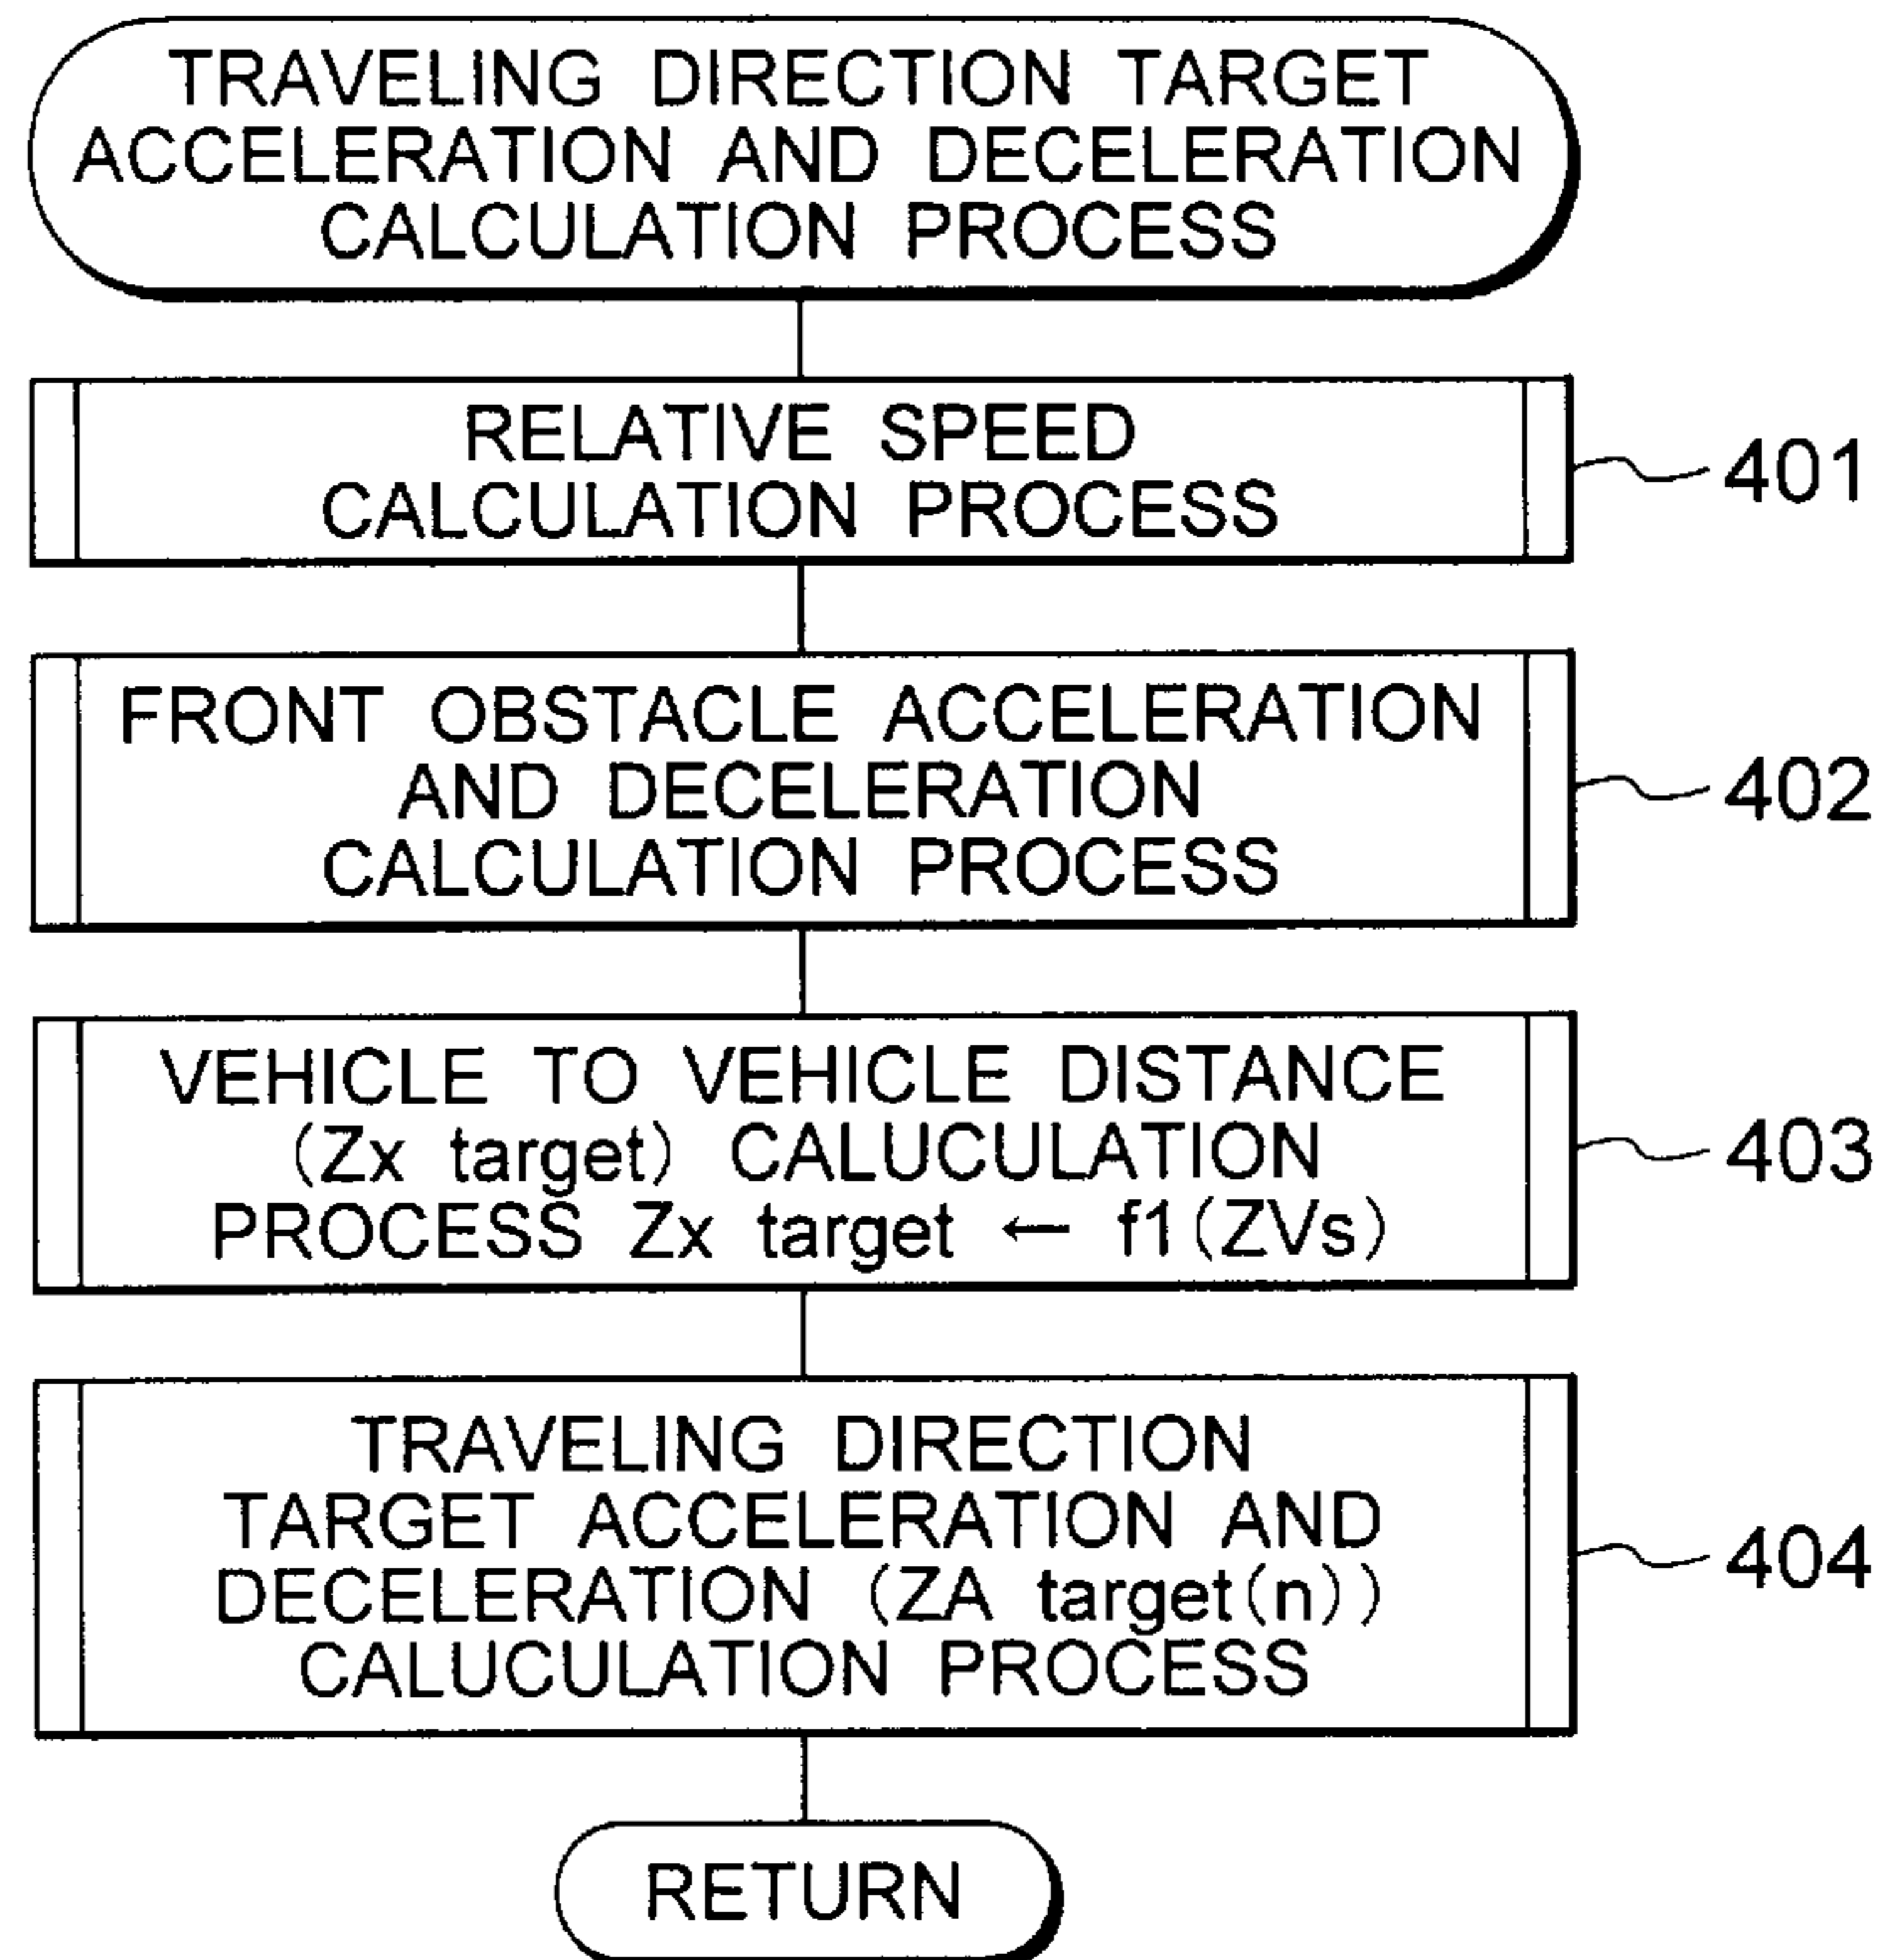 TRAVELING DIRECTION TARGET
ACCELERATION AND DECELERATION
CALCULATION PROCESS
RELATIVE SPEED
CALCULATION PROCESS
401
FRONT OBSTACLE ACCELERATION
AND DECELERATION
CALCULATION PROCESS
402
VEHICLE TO VEHICLE DISTANCE
(Zx target) CALUCULATION
PROCESS Zx target ← f1(ZVs)
403
TRAVELING DIRECTION
TARGET ACCELERATION AND
DECELERATION (ZA target(n))
CALUCULATION PROCESS
404
RETURN